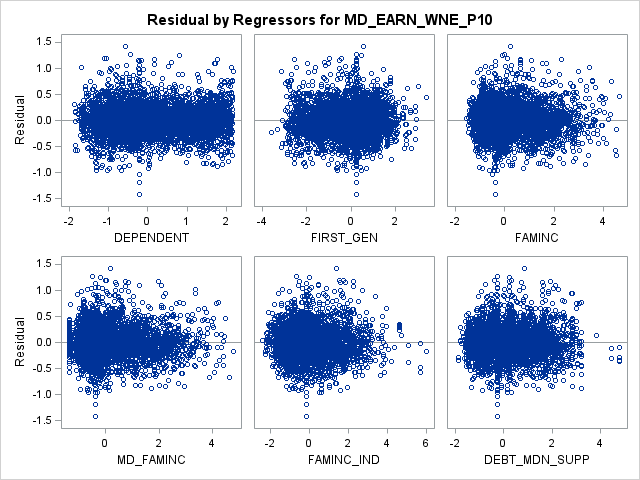 Residual by Regressors for MD_EARN_WNE_P10
1.5
1.0
0.5
0.0
-0.5
-1.0
-1.5
Residual
-2 -1 0 1 2
-4 -2 0 2
-2 0 2 4
DEPENDENT FIRST_GEN FAMINC
1.5
1.0
0.5
0.0
-0.5
-1.0
-1.5
Residual
0 2 4
-2 0 2 4 6
-2 0 2 4
MD_FAMINC FAMINC_IND DEBT_MDN_SUPP